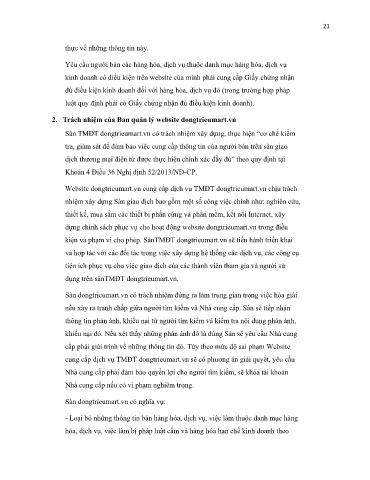 21
thực về những thông tin này.
Yêu cầu người bán các hàng hóa, dịch vụ thuộc danh mục hàng hóa, dịch vụ
kinh doanh có điều kiện trên website của mình phải cung cấp Giấy chứng nhận
đủ điều kiện kinh doanh đối với hàng hóa, dịch vụ đó (trong trường hợp pháp
luật quy định phải có Giấy chứng nhận đủ điều kiện kinh doanh).
2. Trách nhiệm của Ban quản lý website dongtrieumart.vn
Sàn TMĐT dongtrieumart.vn có trách nhiệm xây dựng, thực hiện “cơ chế kiểm
tra, giám sát để đảm bảo việc cung cấp thông tin của người bán trên sàn giao
dịch thương mại điện tử được thực hiện chính xác đầy đủ” theo quy định tại
Khoản 4 Điều 36 Nghị định 52/2013/NĐ-CP.
Website dongtrieumart.vn cung cấp dịch vụ TMĐT dongtrieumart.vn chịu trách
nhiệm xây dựng Sàn giao dịch bao gồm một số công việc chính như: nghiên cứu,
thiết kế, mua sắm các thiết bị phần cứng và phần mềm, kết nối Internet, xây
dựng chính sách phục vụ cho hoạt động website dongtrieumart.vn trong điều
kiện và phạm vi cho phép. SànTMĐT dongtrieumart.vn sẽ tiến hành triển khai
và hợp tác với các đối tác trong việc xây dựng hệ thống các dịch vụ, các công cụ
tiện ích phục vụ cho việc giao dịch của các thành viên tham gia và người sử
dụng trên sànTMĐT dongtrieumart.vn.
Sàn dongtrieumart.vn có trách nhiệm đứng ra làm trung gian trong việc hòa giải
nếu xảy ra tranh chấp giữa người tìm kiếm và Nhà cung cấp. Sàn sẽ tiếp nhận
thông tin phản ánh, khiếu nại từ người tìm kiếm và kiểm tra nội dung phản ánh,
khiếu nại đó. Nếu xét thấy những phản ánh đó là đúng Sàn sẽ yêu cầu Nhà cung
cấp phải giải trình về những thông tin đó. Tùy theo mức độ sai phạm Website
cung cấp dịch vụ TMĐT dongtrieumart.vn sẽ có phương án giải quyết, yêu cầu
Nhà cung cấp phải đảm bảo quyền lợi cho người tìm kiếm, sẽ khóa tài khoản
Nhà cung cấp nếu có vi phạm nghiêm trọng.
Sàn dongtrieumart.vn có nghĩa vụ:
- Loại bỏ những thông tin bán hàng hóa, dịch vụ, việc làm thuộc danh mục hàng
hóa, dịch vụ, việc làm bị pháp luật cấm và hàng hóa hạn chế kinh doanh theo